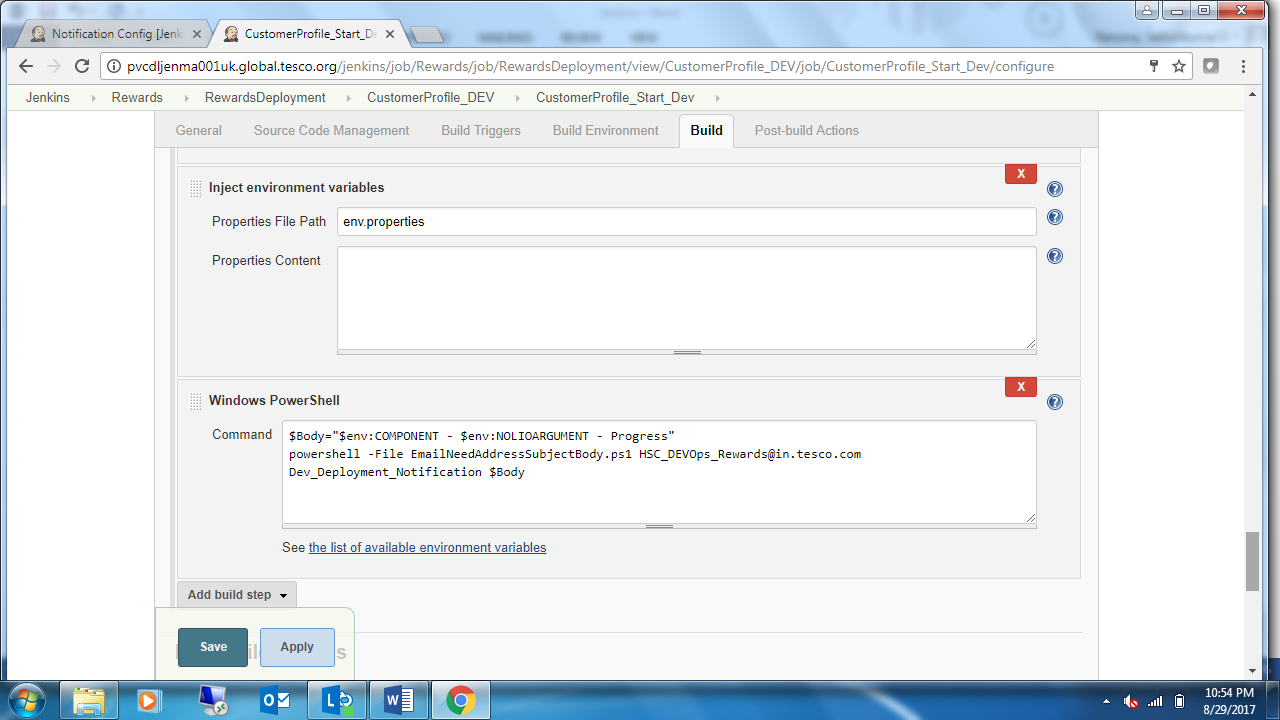 Notification Config [Jenk
CustomerProfile_Start_De
pvcdljenma001uk.global.tesco.org/jenkins/job/Rewards/job/RewardsDeployment/view/CustomerProfile_DEV/job/CustomerProfile_Start_Dev/configure
Jenkins Rewards RewardsDeployment CustomerProfile_DEV CustomerProfile_Start_Dev
General Source Code Management Build Triggers Build Environment Build Post-build Actions
X
Inject environment variables
Properties File Path env.properties
Properties Content
X
Windows PowerShell
Command
$Body="$env:COMPONENT - $env:NOLIOARGUMENT - Progress"
powershell -File EmailNeedAddressSubjectBody.ps1 HSC_DEVOps_Rewards@in.tesco.com
Dev_Deployment_Notification $Body
See the list of available environment variables
Add build step
Save Apply
10:54 PM
8/29/2017